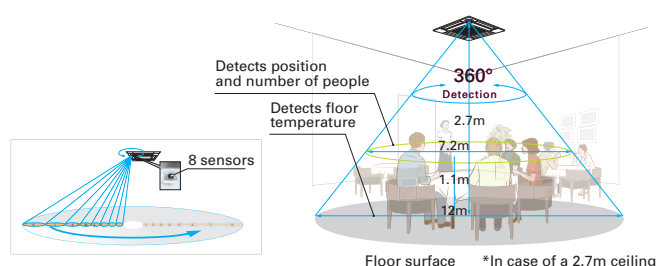 8 sensors
Detects position
and number of people
Detects floor
temperature
360°
Detection
2.7m
7.2m
1.1m
12m
Floor surface
*In case of a 2.7m ceiling